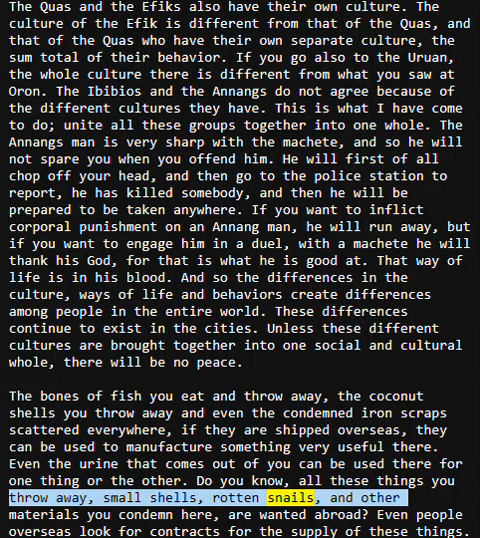 The Quas and the Efiks also have their own culture. The
culture of the Efik is different from that of the Quas, and
that of the Quas who have their own separate culture, the
sum total of their behavior. If you go also to the Uruan,
the whole culture there is different from what you saw at
Oron. The Ibibios and the Annangs do not agree because of
the different cultures they have. This is what I have come
to do; unite all these groups together into one whole. The
Annangs man is very sharp with the machete, and so he will
not spare you when you offend him. He will first of all
chop off your head, and then go to the police station to
report, he has killed somebody, and then he will be
prepared to be taken anywhere. If you want to inflict
corporal punishment on an Annang man, he will run away, but
if you want to engage him in a duel, with a machete he will
thank his God, for that is what he is good at. That way of
life is in his blood. And so the differences in the
culture, ways of life and behaviors create differences
among people in the entire world. These differences
continue to exist in the cities. Unless these different
cultures are brought together into one social and cultural
whole, there will be no peace.

The bones of fish you eat and throw away, the coconut
shells you throw away and even the condemned iron scraps
scattered everywhere, if they are shipped overseas, they
can be used to manufacture something very useful there.
Even the urine that comes out of you can be used there for
one thing or the other. Do you know, all these things you
throw away, small shells, rotten snails, and other
materials you condemn here, are wanted abroad? Even people
overseas look for contracts for the supply of these things.